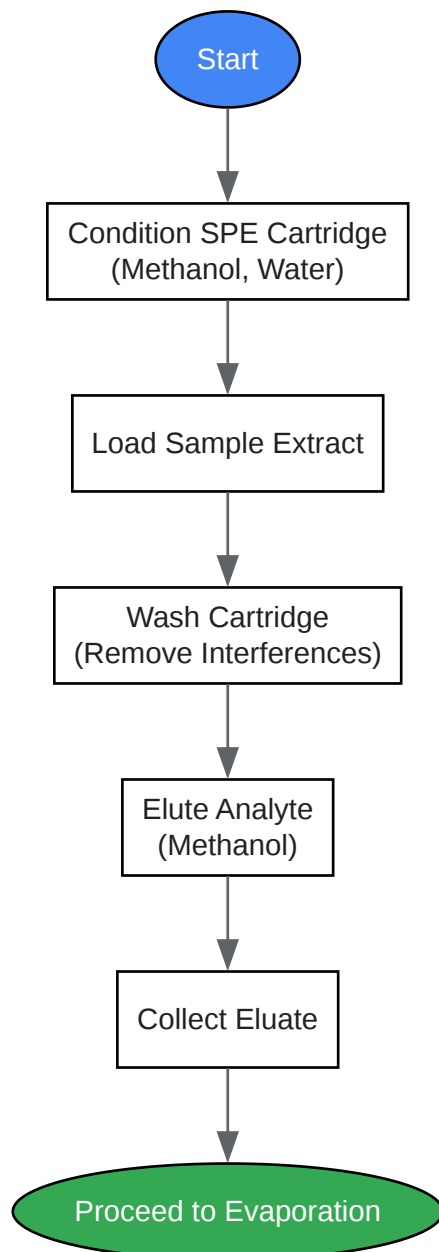 Start
Condition SPE Cartridge
(Methanol, Water)
Load Sample Extract
Wash Cartridge
(Remove Interferences)
Elute Analyte
(Methanol)
Collect Eluate
Proceed to Evaporation